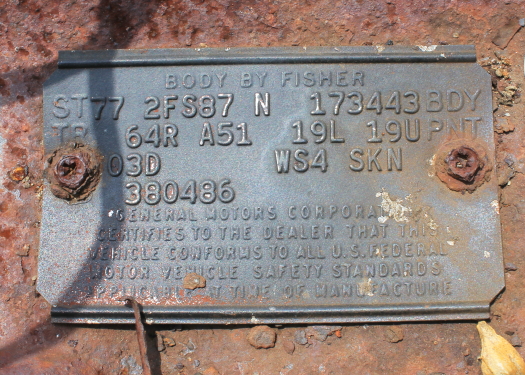 BODY BY FISHER
ST77 2FS87 N 173443 BDY
TR 64R A51 19L 19U PNT
03D WS4 SKN
380486
GENERAL MOTORS CORPORATION
CERTIFIES TO THE DEALER THAT THIS
VEHICLE CONFORMS TO ALL U.S. FEDERAL
MOTOR VEHICLE SAFETY STANDARDS
APPLICABLE AT TIME OF MANUFACTURE